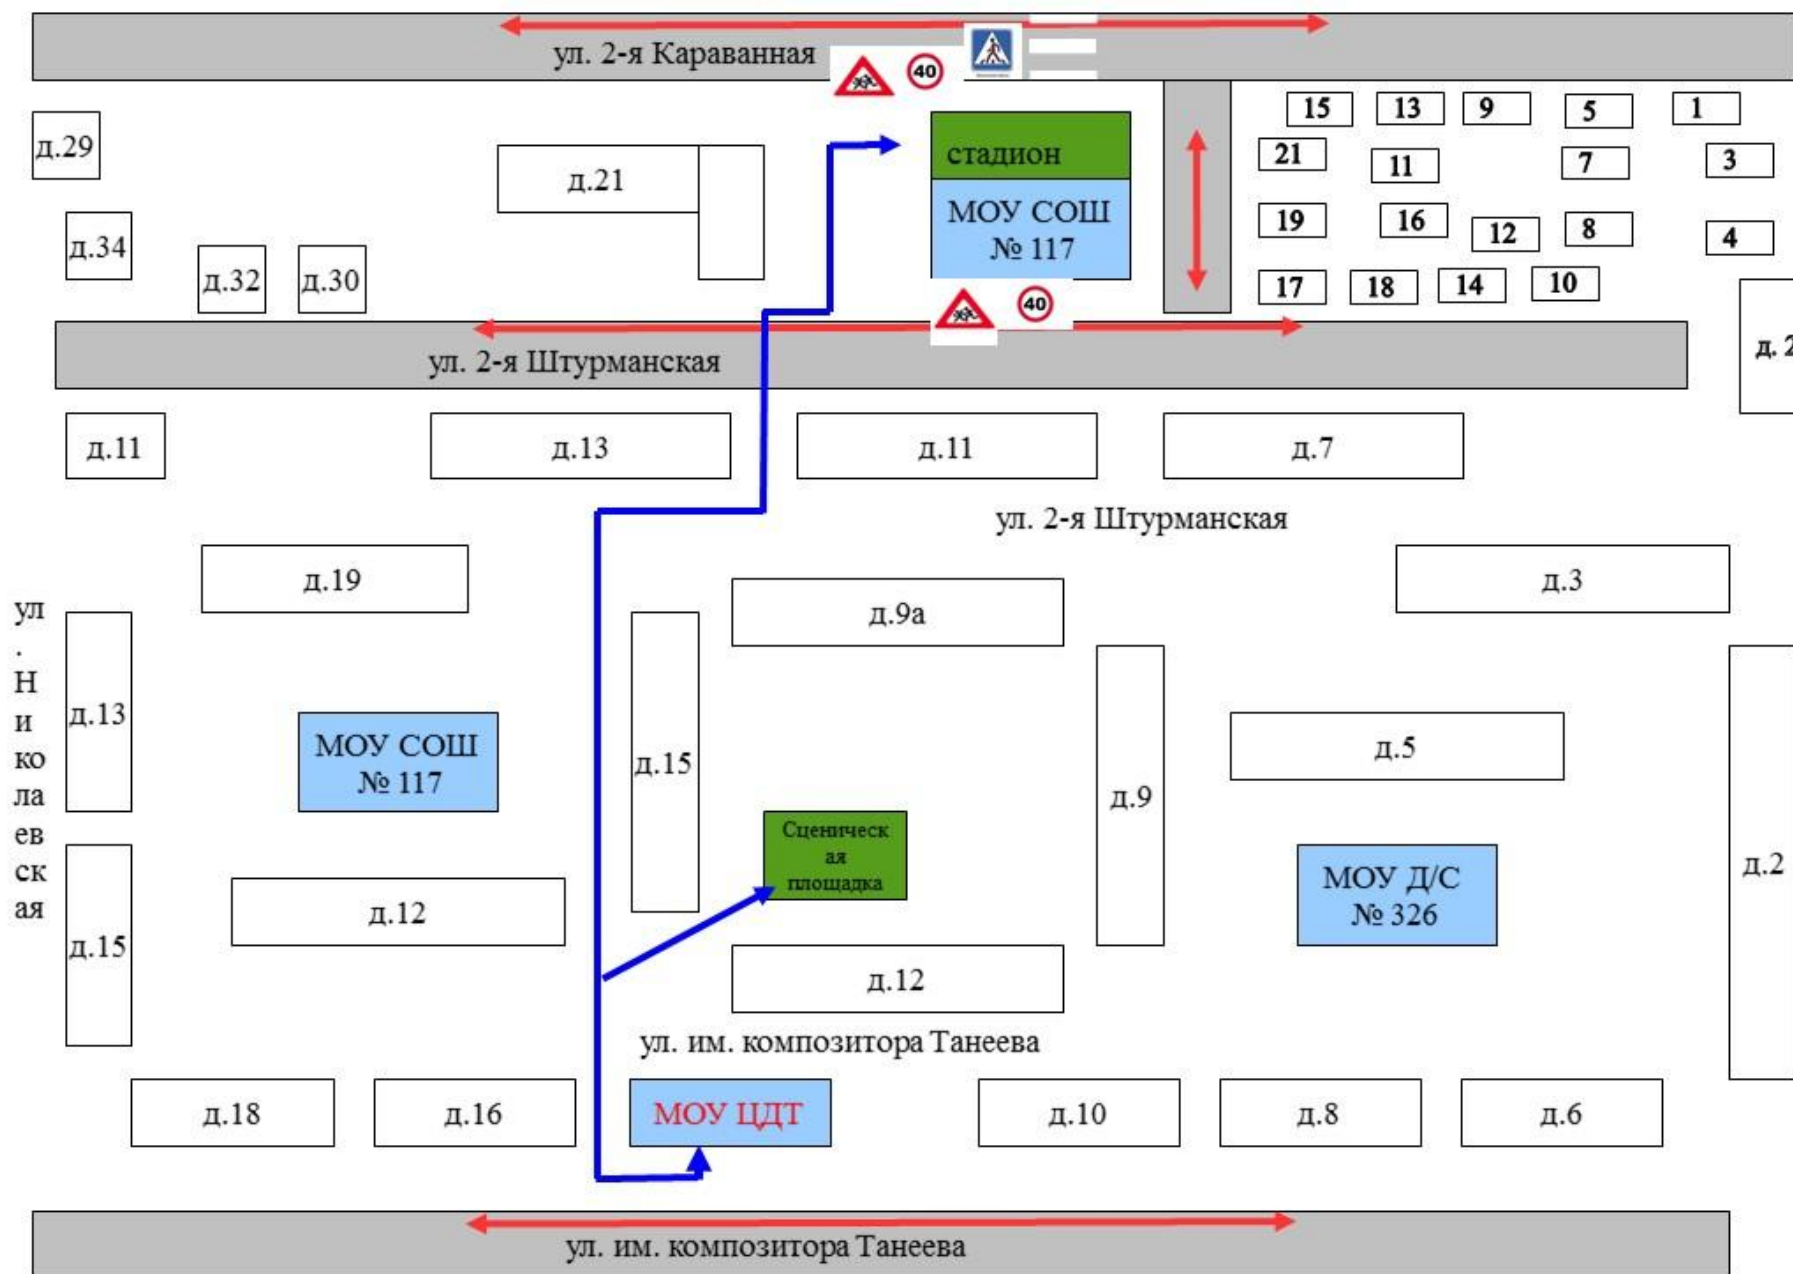 ул. 2-я Караванная
40
15
13
9
5
1
д.29
д.21
стадион
21
11
7
3
МОУ СОШ
№ 117
д.34
19
16
12
8
4
д.32
д.30
17
18
14
10
40
д. 2
ул. 2-я Штурманская
д.11
д.13
д.11
д.7
ул. 2-я Штурманская
д.19
д.9а
д.3
ул
.
Н
и
ко
ла
ев
ск
ая
д.13
МОУ СОШ
№ 117
д.15
д.9
д.5
Сценическ
ая
площадка
МОУ Д/С
№ 326
д.2
д.15
д.12
д.12
ул. им. композитора Танеева
д.18
д.16
МОУ ЦДТ
д.10
д.8
д.6
ул. им. композитора Танеева